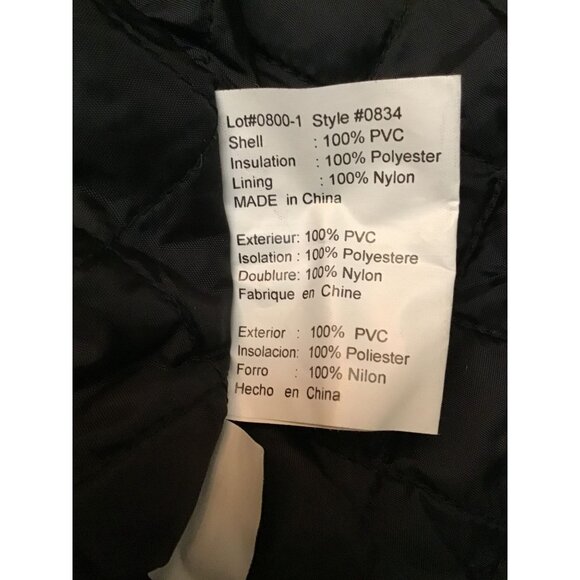 Lot#0800-1 Style #0834
Shell : 100% PVC
Insulation : 100% Polyester
Lining : 100% Nylon
MADE in China
Exterieur: 100% PVC
Isolation : 100% Polyestere
Doublure: 100% Nylon
Fabrique en Chine
Exterior : 100% PVC
Insolacion: 100% Poliester
Forro : 100% Nilon
Hecho en China